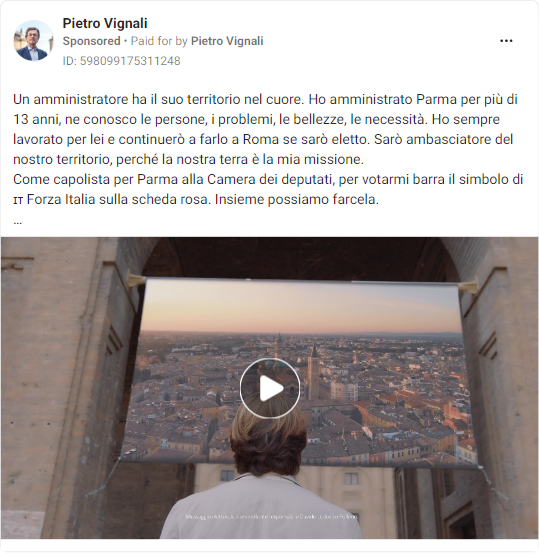 Pietro Vignali
Sponsored • Paid for by Pietro Vignali
ID: 598099175311248
Un amministratore ha il suo territorio nel cuore. Ho amministrato Parma per più di
13 anni, ne conosco le persone, i problemi, le bellezze, le necessità. Ho sempre
lavorato per lei e continuerò a farlo a Roma se sarò eletto. Sarò ambasciatore del
nostro territorio, perché la nostra terra è la mia missione.
Come capolista per Parma alla Camera dei deputati, per votarmi barra il simbolo di
🇮🇹 Forza Italia sulla scheda rosa. Insieme possiamo farcela.
...